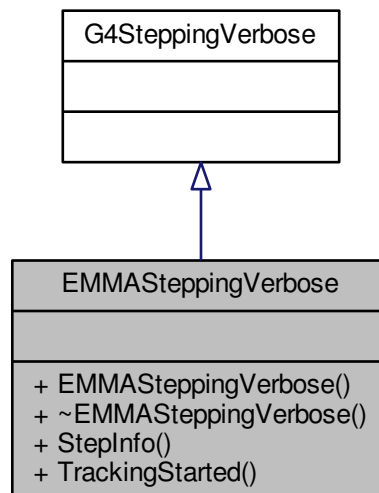 G4SteppingVerbose
EMMASteppingVerbose
+ EMMASteppingVerbose()
+ ~EMMASteppingVerbose()
+ StepInfo()
+ TrackingStarted()